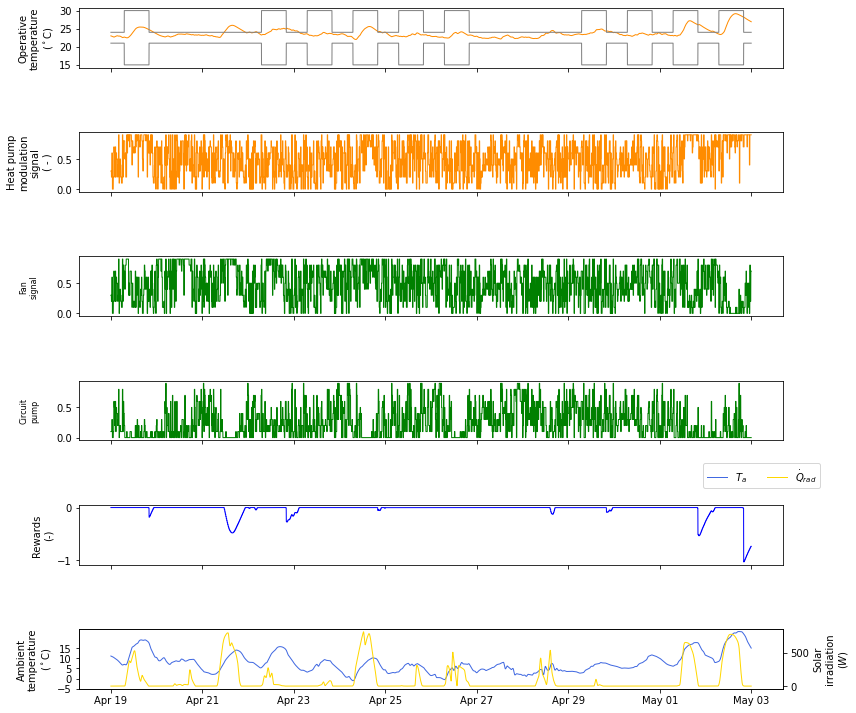 Operative
temperature
(°C)
30
25
20
15
Heat pump
modulation
signal
( - )
0.5
0.0
Fan
signal
0.5
0.0
Circuit
pump
0.5
0.0
Ta Q̇rad
Rewards
(-)
0
−1
Ambient
temperature
(°C)
15
10
5
0
−5
500
0
Solar
irradiation
(W)
Apr 19 Apr 21 Apr 23 Apr 25 Apr 27 Apr 29 May 01 May 03